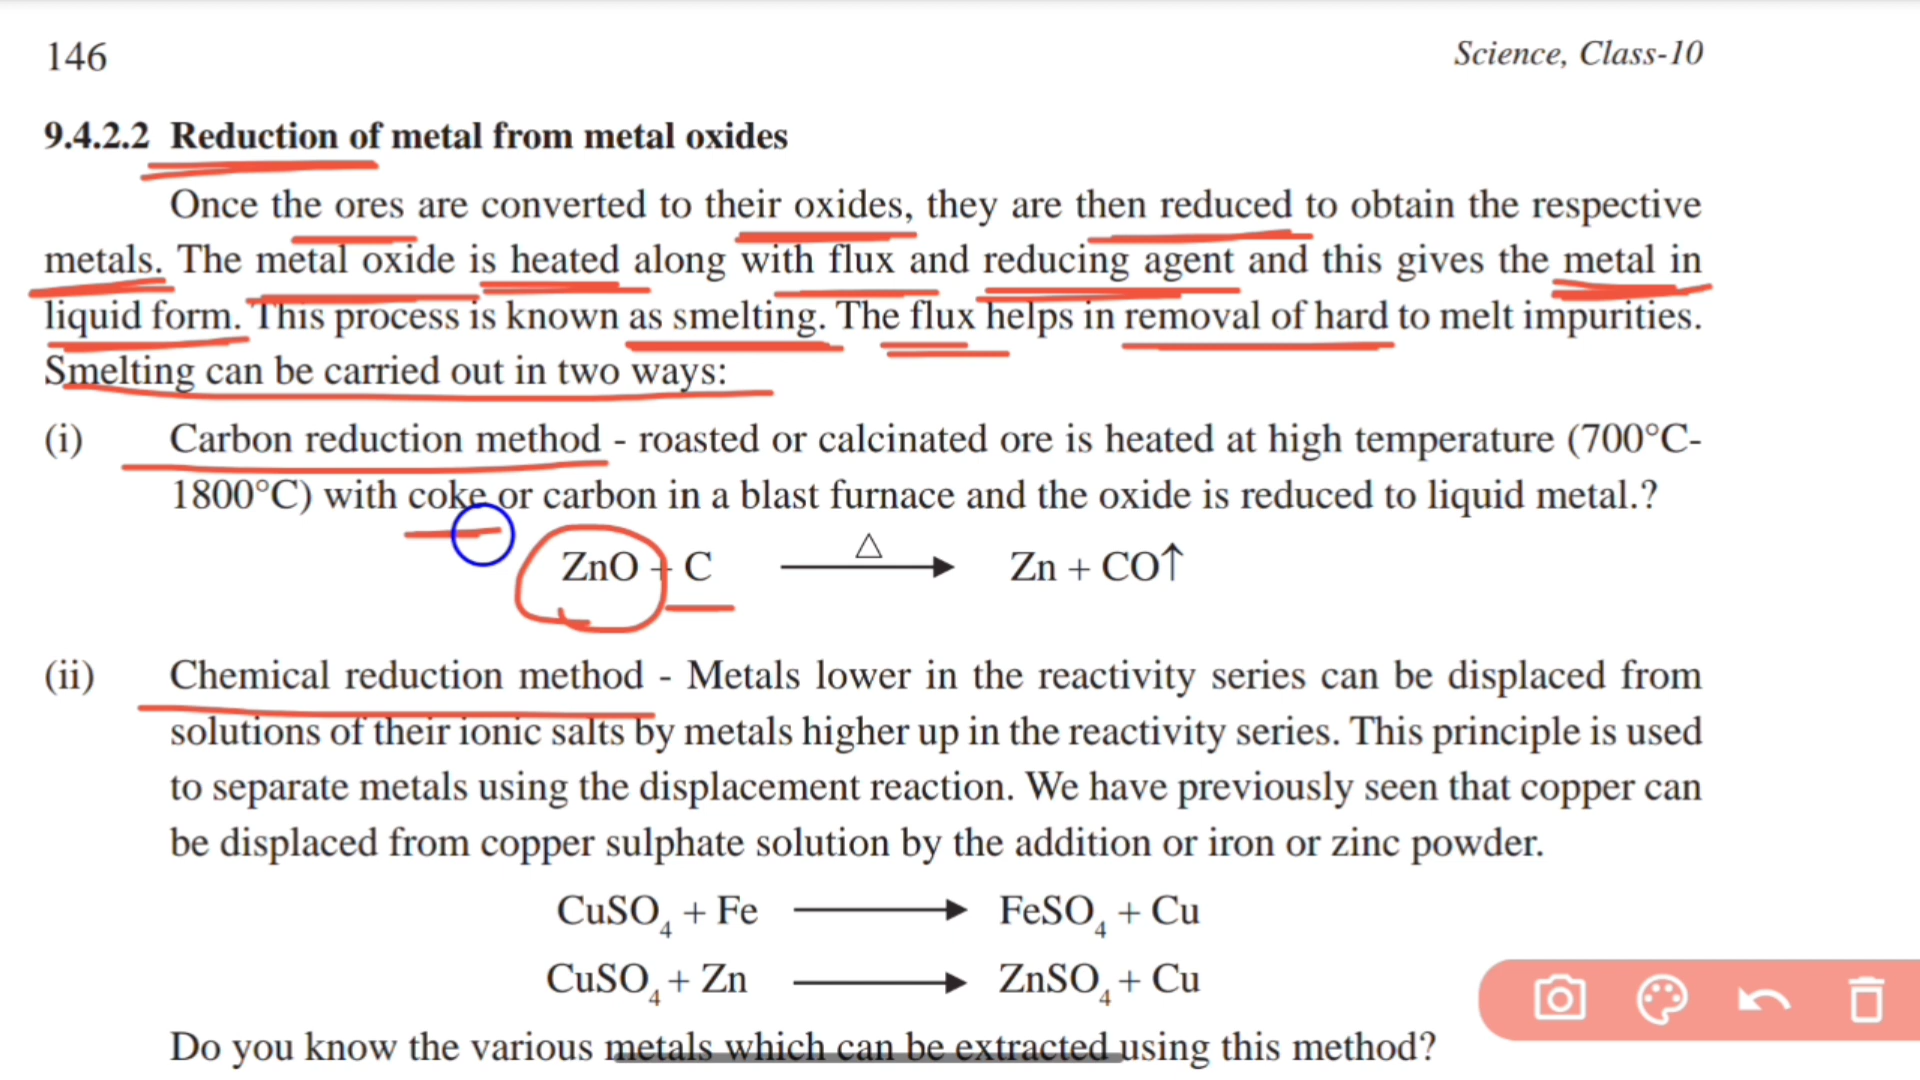 146
Science, Class-10
9.4.2.2 Reduction of metal from metal oxides
Once the ores are converted to their oxides, they are then reduced to obtain the respective
metals. The metal oxide is heated along with flux and reducing agent and this gives the metal in
liquid form. This process is known as smelting. The flux helps in removal of hard to melt impurities.
Smelting can be carried out in two ways:
(i) Carbon reduction method - roasted or calcinated ore is heated at high temperature (700°C-
1800°C) with coke or carbon in a blast furnace and the oxide is reduced to liquid metal.?
ZnO + C △ → Zn + CO↑
(ii) Chemical reduction method - Metals lower in the reactivity series can be displaced from
solutions of their ionic salts by metals higher up in the reactivity series. This principle is used
to separate metals using the displacement reaction. We have previously seen that copper can
be displaced from copper sulphate solution by the addition or iron or zinc powder.
CuSO₄ + Fe → FeSO₄ + Cu
CuSO₄ + Zn → ZnSO₄ + Cu
Do you know the various metals which can be extracted using this method?